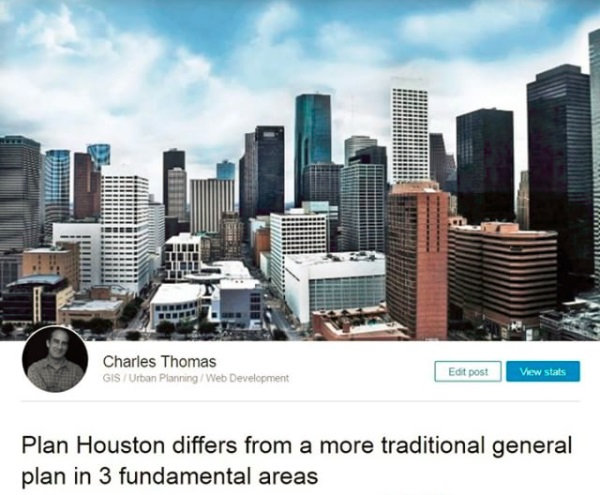 Charles Thomas
GIS / Urban Planning / Web Development
Edit post
View stats
Plan Houston differs from a more traditional general
plan in 3 fundamental areas